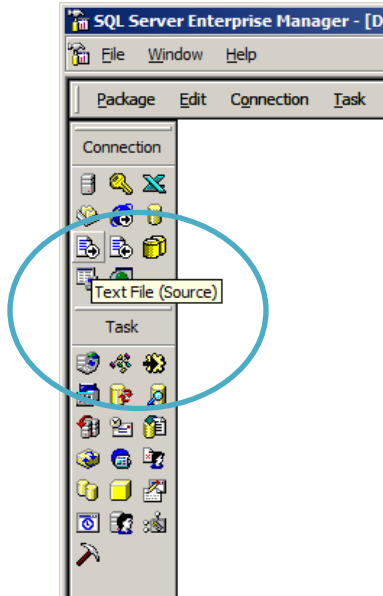 SQL Server Enterprise Manager - [D
File Window Help
Package Edit Connection Task
Connection
Text File (Source)
Task